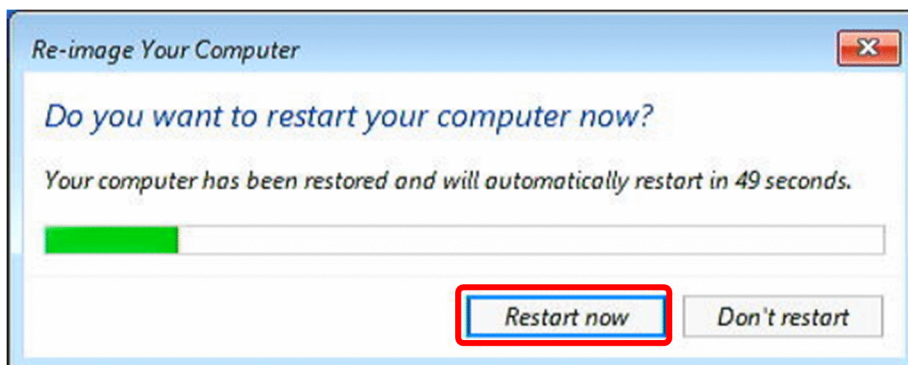 Re-image Your Computer
Do you want to restart your computer now?
Your computer has been restored and will automatically restart in 49 seconds.
Restart now
Don't restart